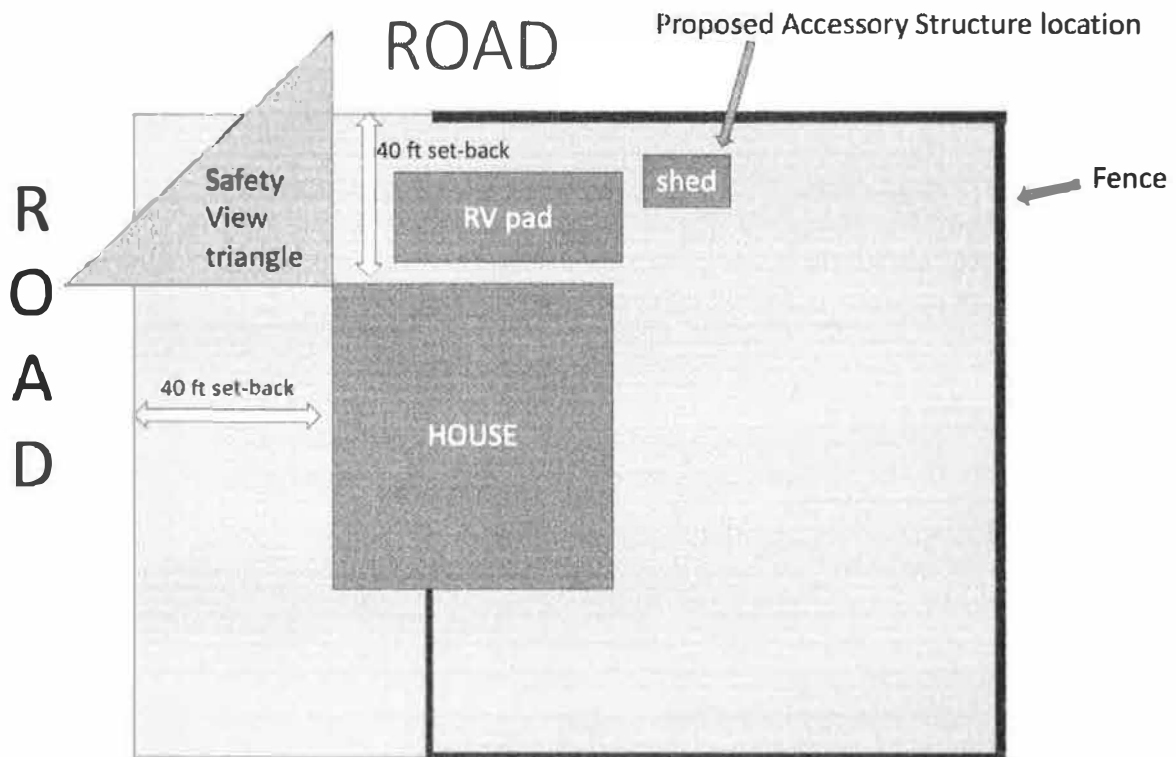 Proposed Accessory Structure location
ROAD
40 ft set-back
shed
Fence
Safety
View
triangle
RV pad
R
O
A
D
40 ft set-back
HOUSE